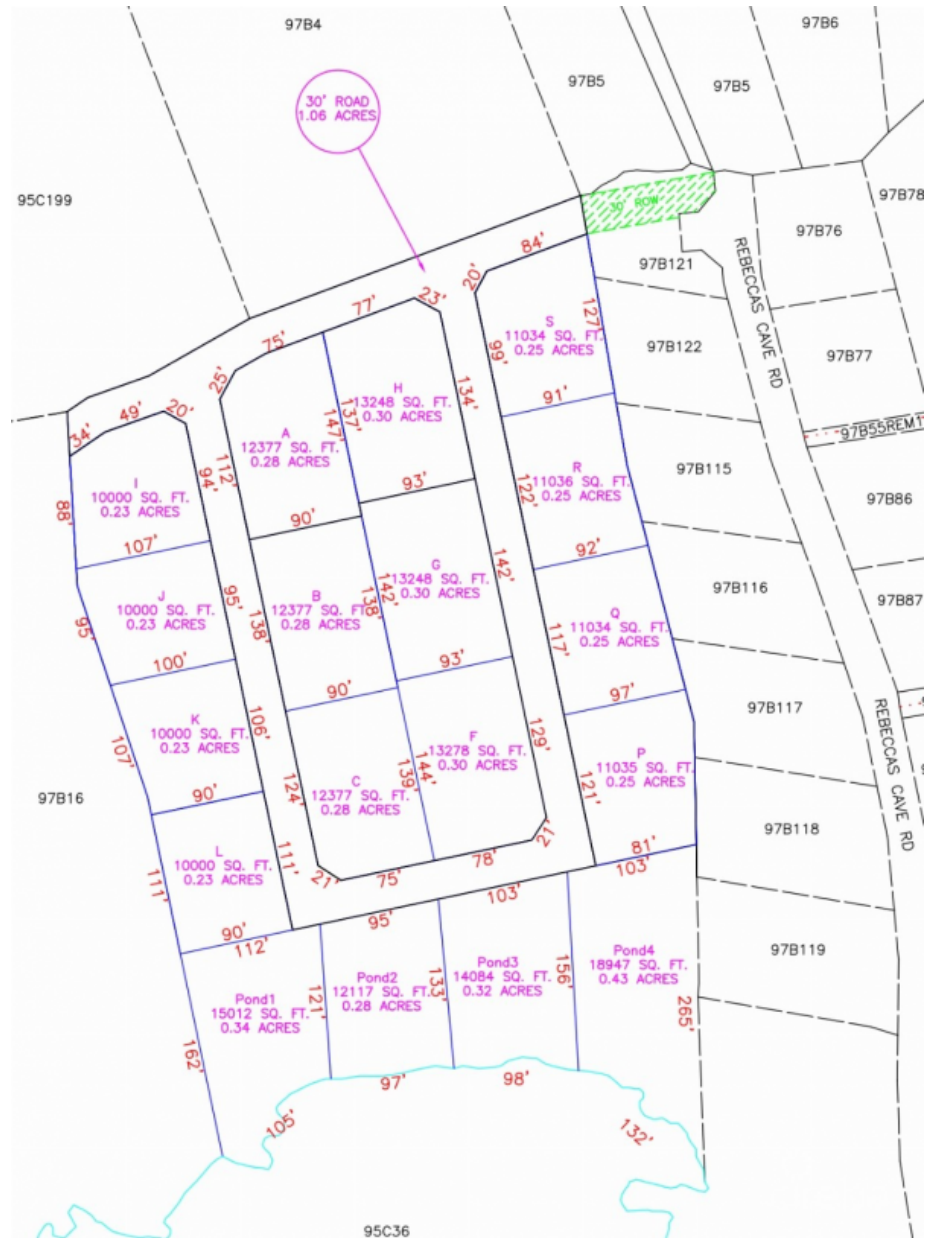 97B4
97B6
97B5
97B5
30' ROAD
1.06 ACRES
95C199
97B78
30' ROW
97B76
84'
REBECCAS CAVE RD
97B121
20'
23'
77'
127'
S
11034 SQ. FT.
0.25 ACRES
75'
97B122
97B77
99'
H
13248 SQ. FT.
0.30 ACRES
134'
25'
91'
49'
20'
34'
137'
147'
97B55REM1
A
12377 SQ. FT.
0.28 ACRES
94'
112'
R
11036 SQ. FT.
0.25 ACRES
97B115
I
10000 SQ. FT.
0.23 ACRES
93'
122'
97B86
88'
90'
107'
92'
G
13248 SQ. FT.
0.30 ACRES
142'
142'
138'
97B116
97B87
J
10000 SQ. FT.
0.23 ACRES
95'
B
12377 SQ. FT.
0.28 ACRES
138'
Q
11034 SQ. FT.
0.25 ACRES
95'
117'
100'
93'
90'
97'
97B117
REBECCAS CAVE RD
K
10000 SQ. FT.
0.23 ACRES
106'
107'
F
13278 SQ. FT.
0.30 ACRES
129'
P
11035 SQ. FT.
0.25 ACRES
144'
139'
C
12377 SQ. FT.
0.28 ACRES
124'
121'
97B16
90'
97B118
L
10000 SQ. FT.
0.23 ACRES
111'
111'
21'
21'
75'
78'
81'
103'
103'
95'
90'
112'
97B119
Pond1
15012 SQ. FT.
0.34 ACRES
121'
Pond2
12117 SQ. FT.
0.28 ACRES
133'
Pond3
14084 SQ. FT.
0.32 ACRES
156'
Pond4
18947 SQ. FT.
0.43 ACRES
265'
162'
97'
98'
105'
132'
95C36